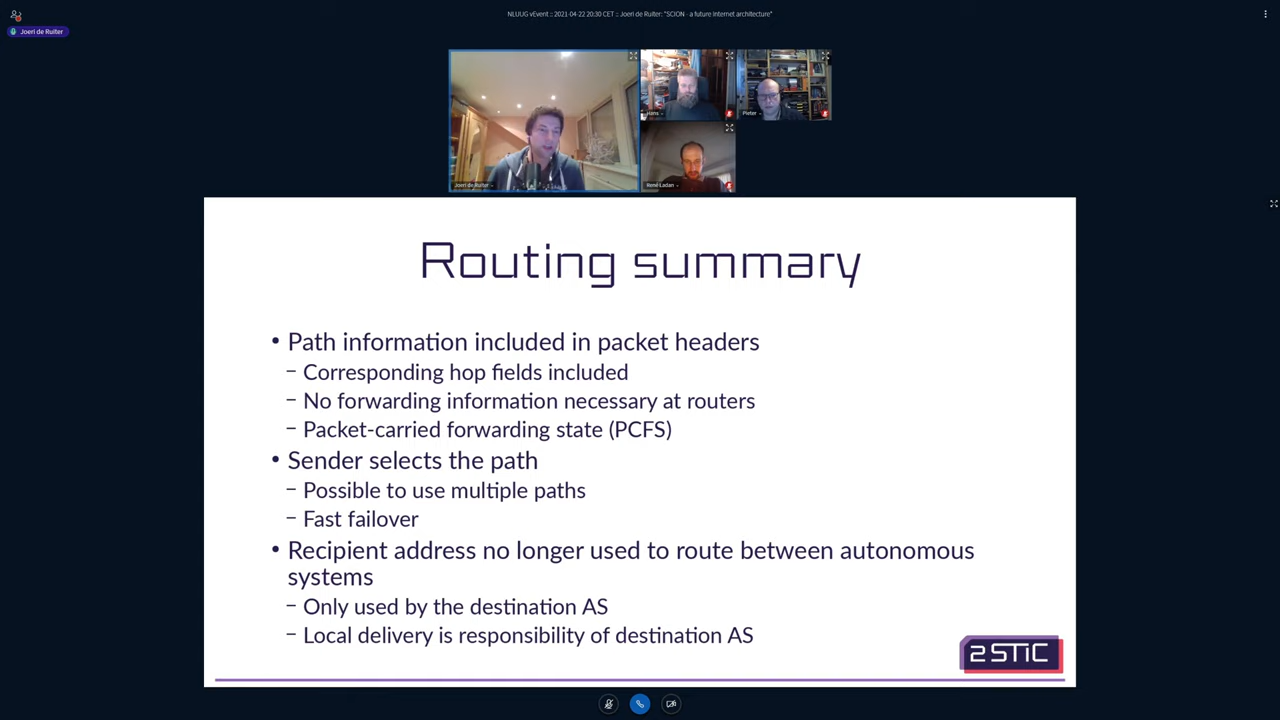 NLUUG vEvent :: 2021-04-22 20:30 CET :: Joeri de Ruiter: "SCION - a future internet architecture"
Joeri de Ruiter
Hans
Pieter
Joeri de Ruiter
René Ladan
Routing summary
• Path information included in packet headers
– Corresponding hop fields included
– No forwarding information necessary at routers
– Packet-carried forwarding state (PCFS)
• Sender selects the path
– Possible to use multiple paths
– Fast failover
• Recipient address no longer used to route between autonomous
systems
– Only used by the destination AS
– Local delivery is responsibility of destination AS
2STiC